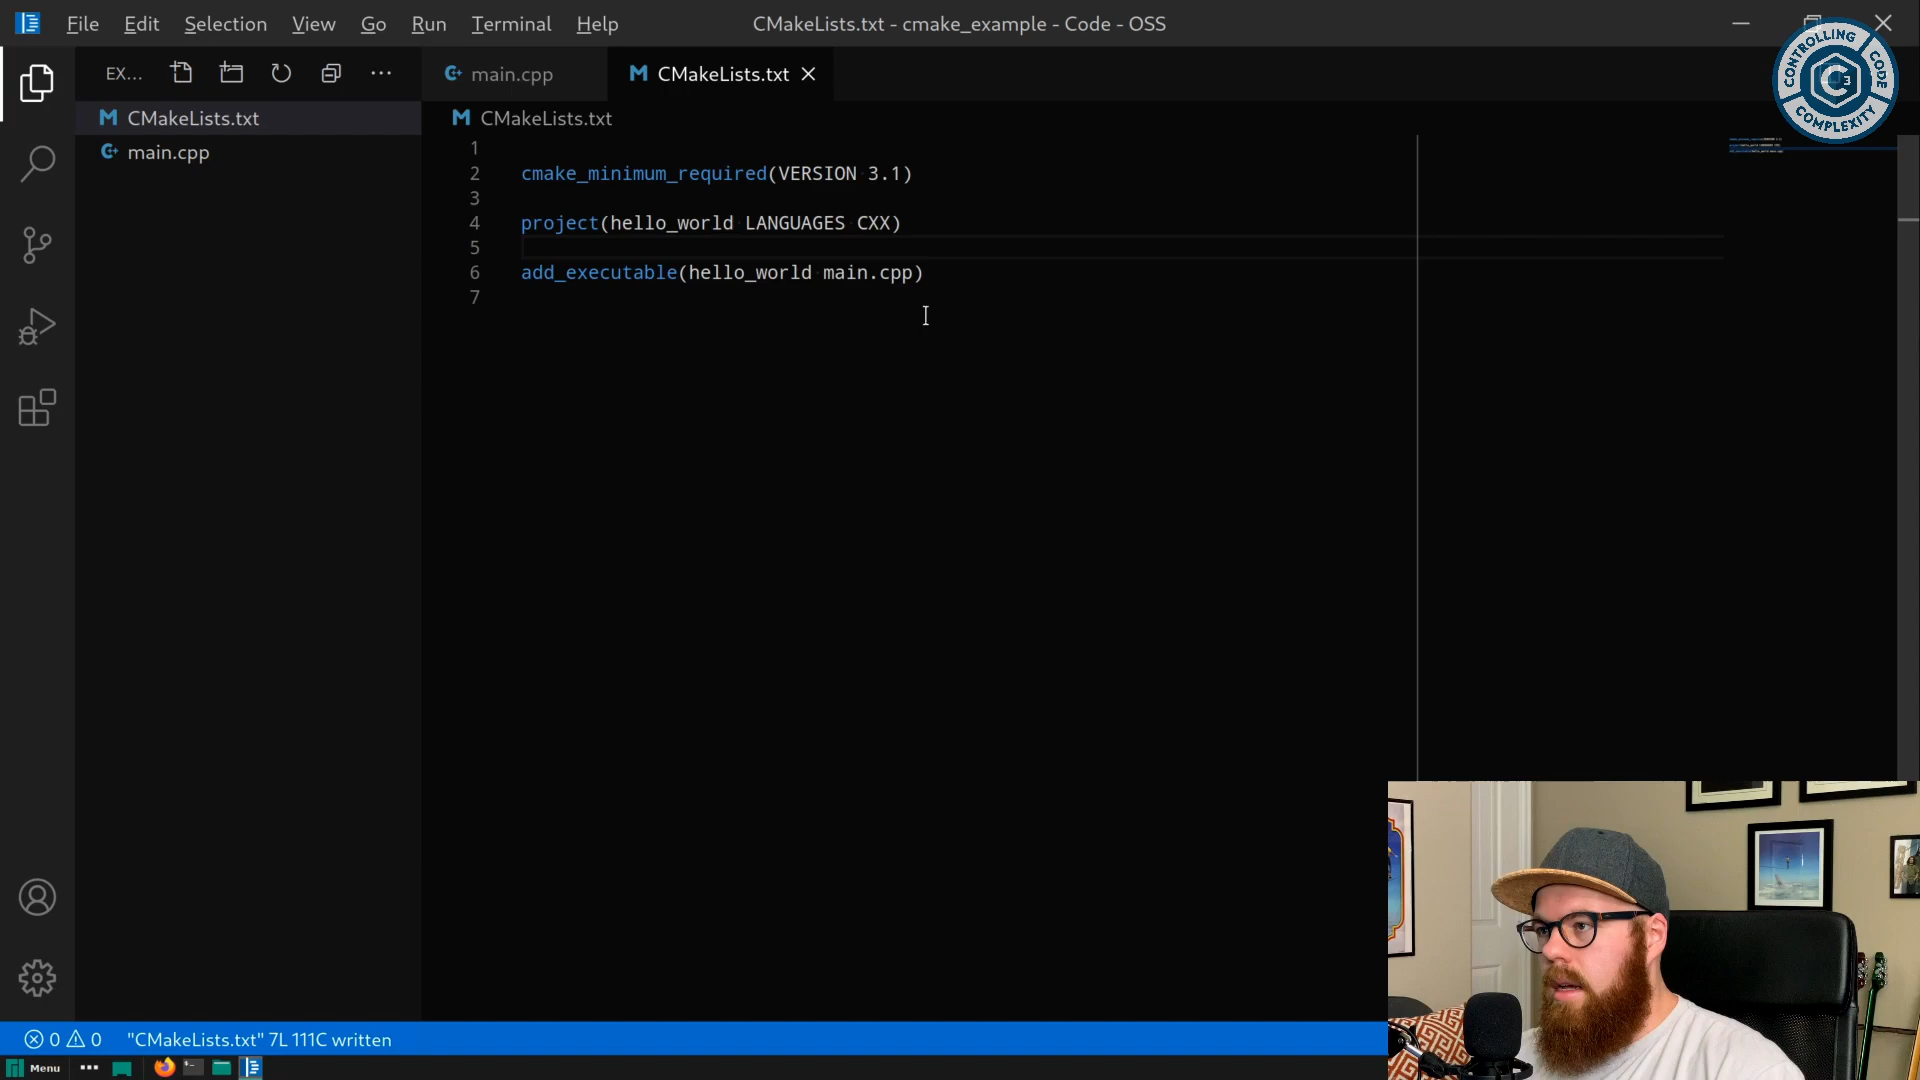 File Edit Selection View Go Run Terminal Help
CMakeLists.txt - cmake_example - Code - OSS
CONTROLLING CODE COMPLEXITY
C 3
EX...
main.cpp
CMakeLists.txt
CMakeLists.txt
main.cpp
CMakeLists.txt
1
2 cmake_minimum_required(VERSION 3.1)
3
4 project(hello_world LANGUAGES CXX)
5
6 add_executable(hello_world main.cpp)
7
0 0 "CMakeLists.txt" 7L 111C written
Menu